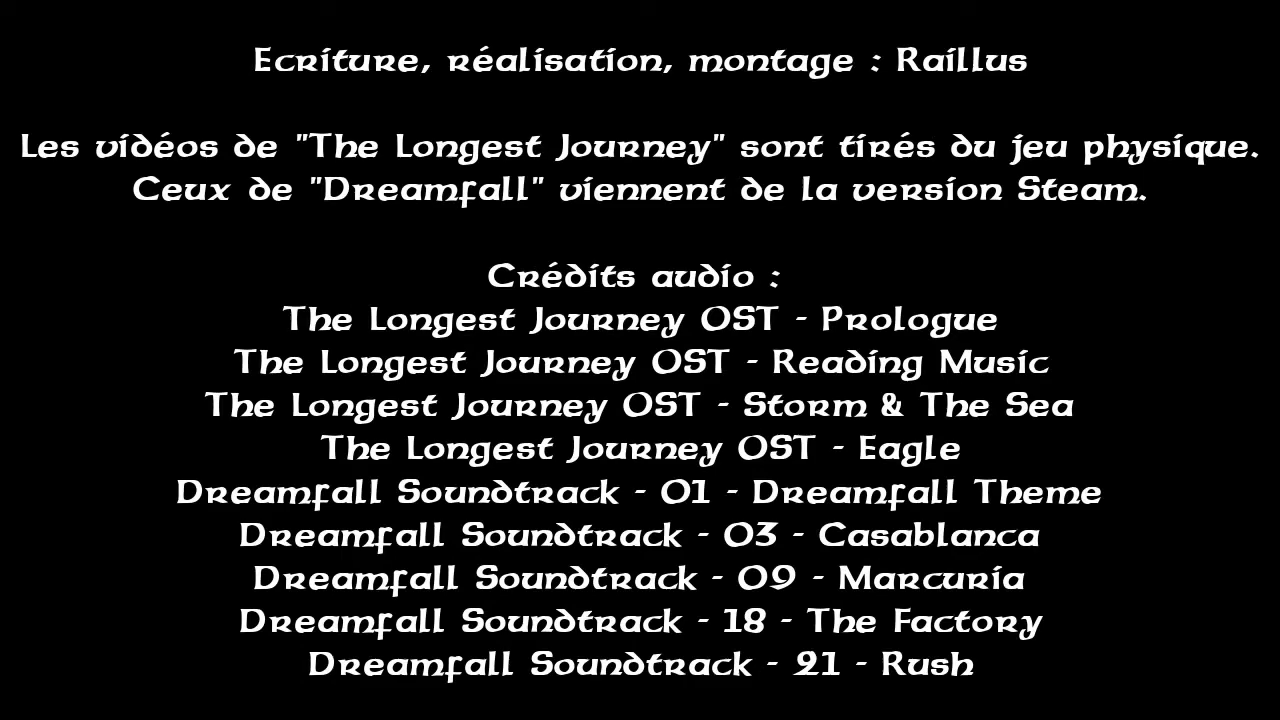 Ecriture, réalisation, montage : Raillus
Les vidéos de "The Longest Journey" sont tirés du jeu physique.
Ceux de "Dreamfall" viennent de la version Steam.
Crédits audio :
The Longest Journey OST - Prologue
The Longest Journey OST - Reading Music
The Longest Journey OST - Storm & The Sea
The Longest Journey OST - Eagle
Dreamfall Soundtrack - 01 - Dreamfall Theme
Dreamfall Soundtrack - 03 - Casablanca
Dreamfall Soundtrack - 09 - Marcuria
Dreamfall Soundtrack - 18 - The Factory
Dreamfall Soundtrack - 21 - Rush